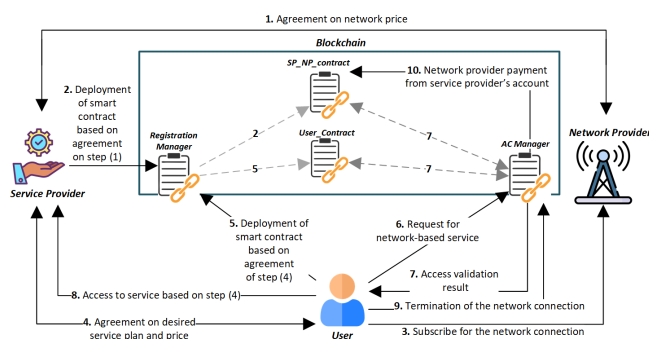 1. Agreement on network price
Blockchain
SP_NP_contract
10. Network provider payment
from service provider's account
2. Deployment
of smart
contract
based on
agreement
on step (1)
Registration
Manager
2
7
User_Contract
5
7
AC Manager
Network Provider
Service Provider
5. Deployment of
smart contract
based on
agreement
of step (4)
6. Request for
network-based service
7. Access validation
result
8. Access to service based on step (4)
9. Termination of the network connection
4. Agreement on desired
service plan and price
User
3. Subscribe for the network connection